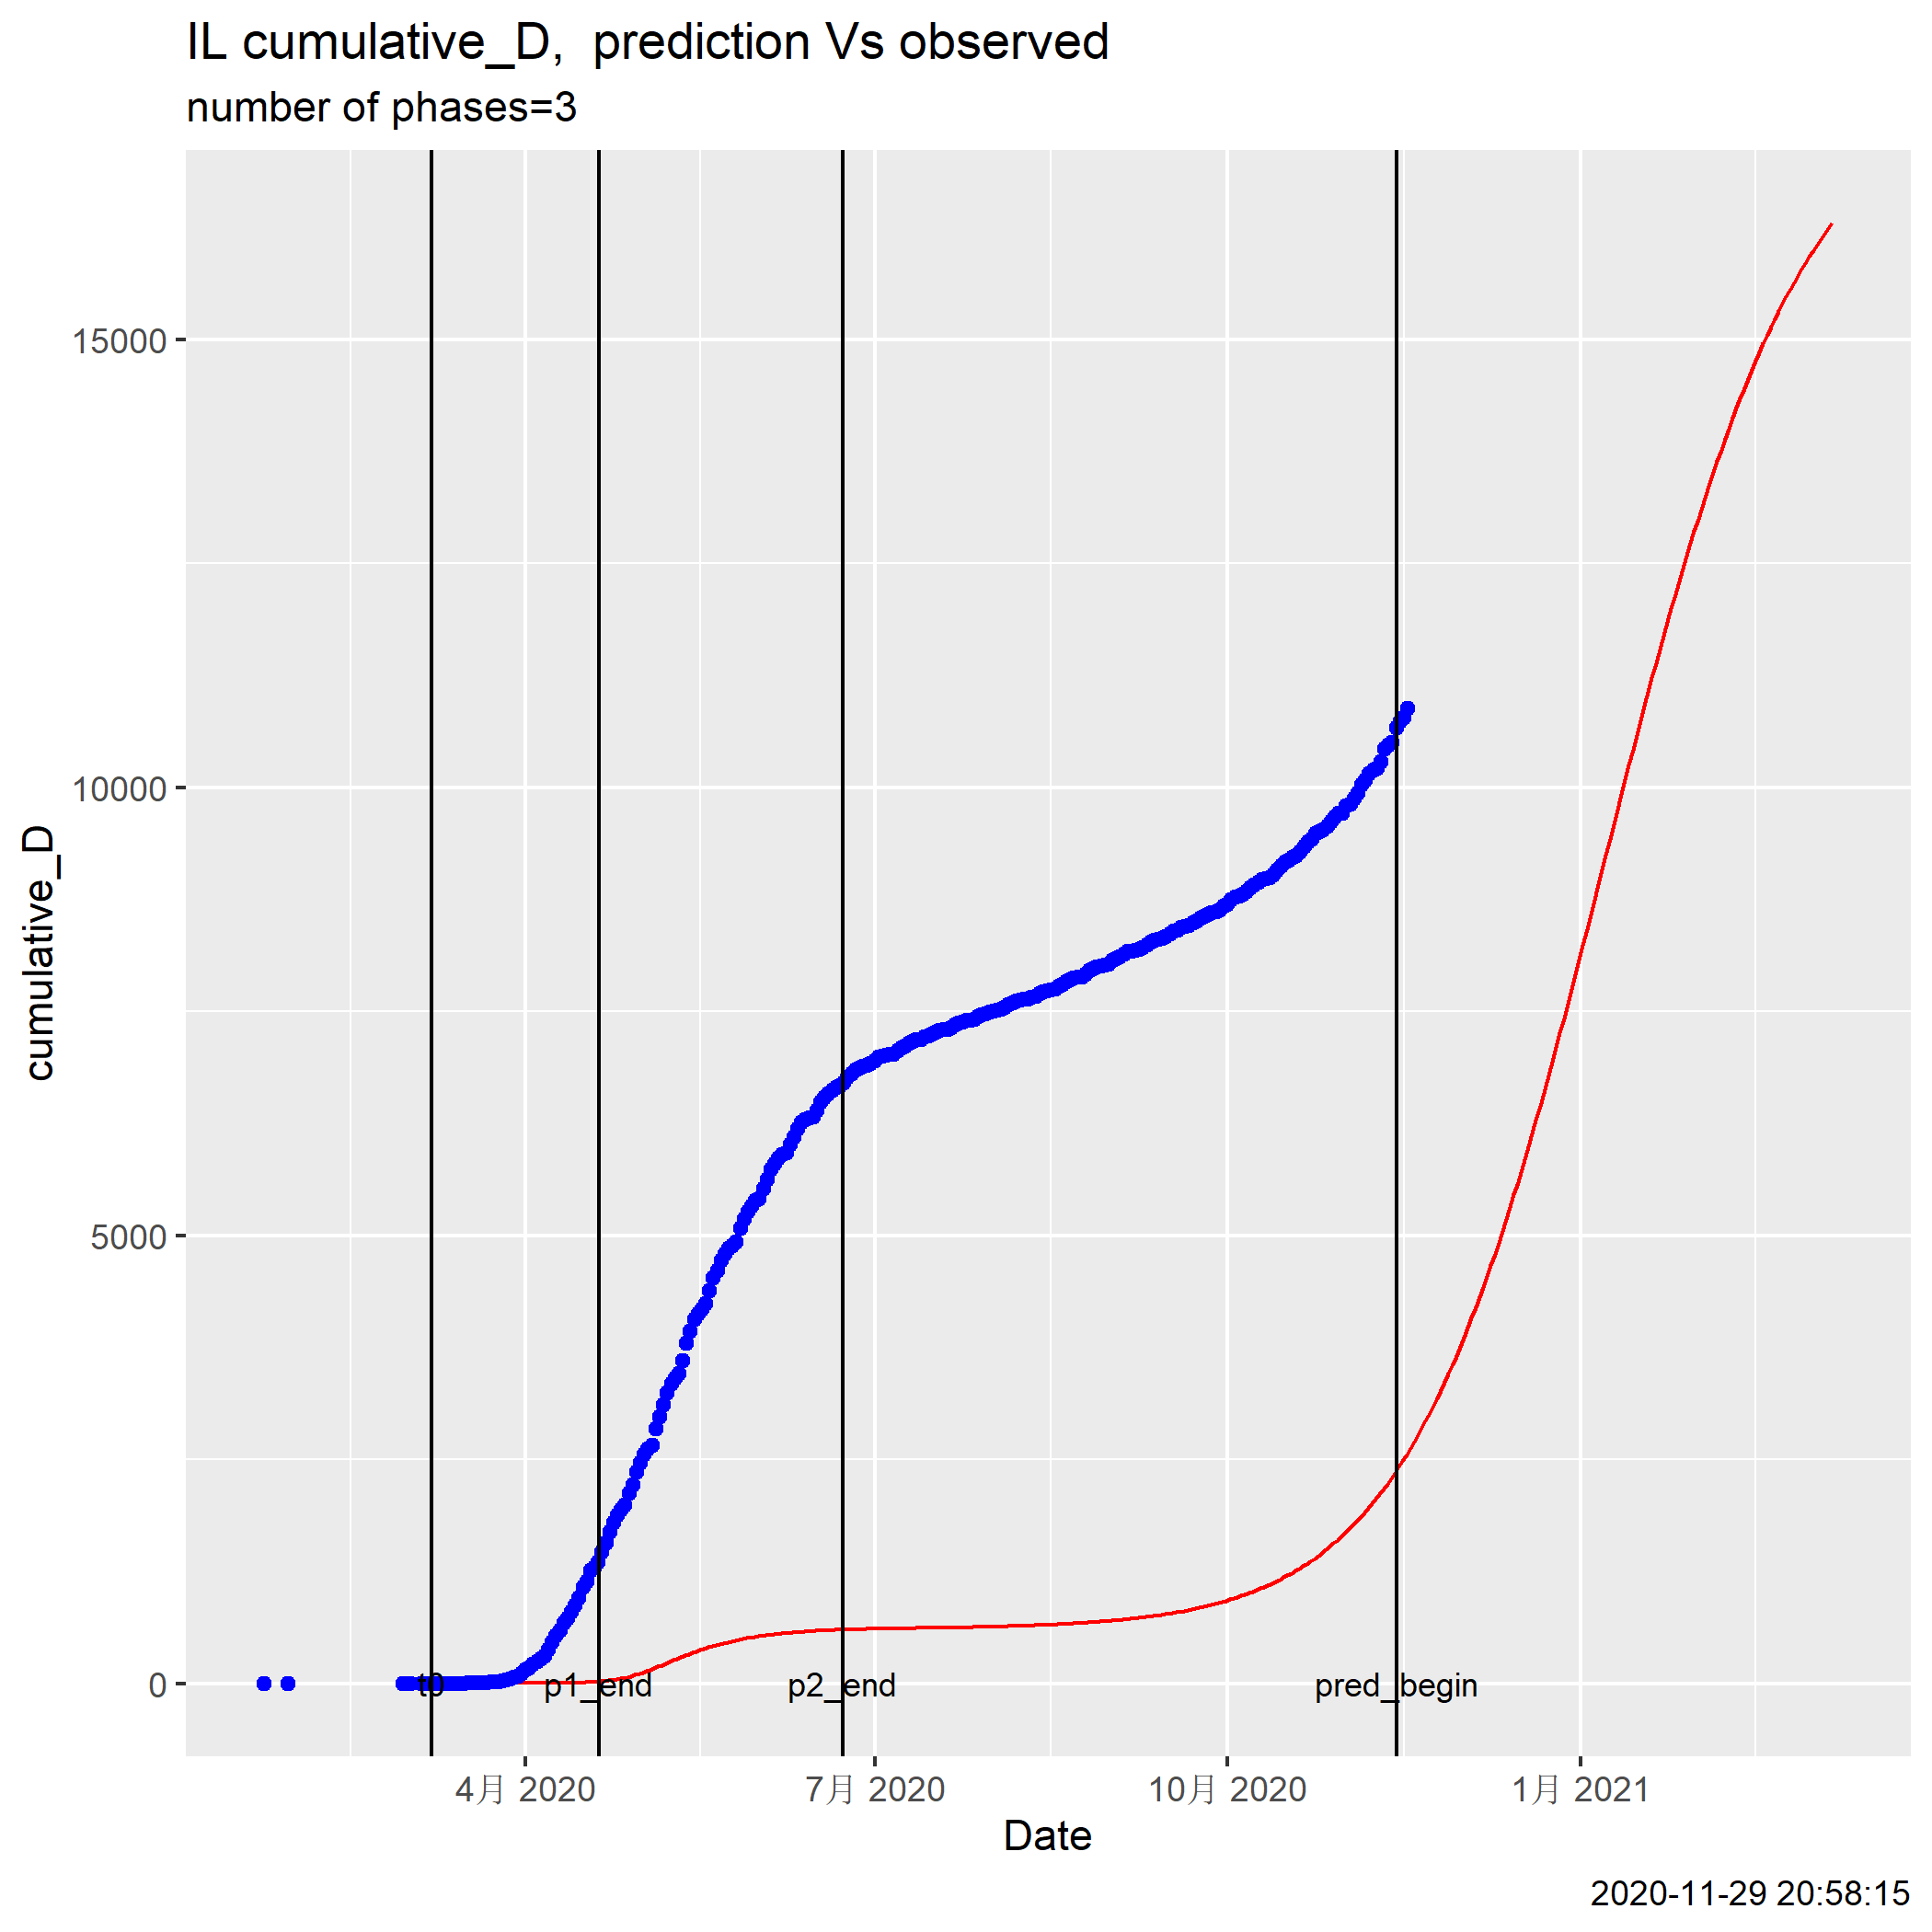 IL cumulative_D,  prediction Vs observed
number of phases=3
cumulative_D
15000
10000
5000
0
t0
p1_end
p2_end
pred_begin
4月 2020
7月 2020
10月 2020
1月 2021
Date
2020-11-29 20:58:15